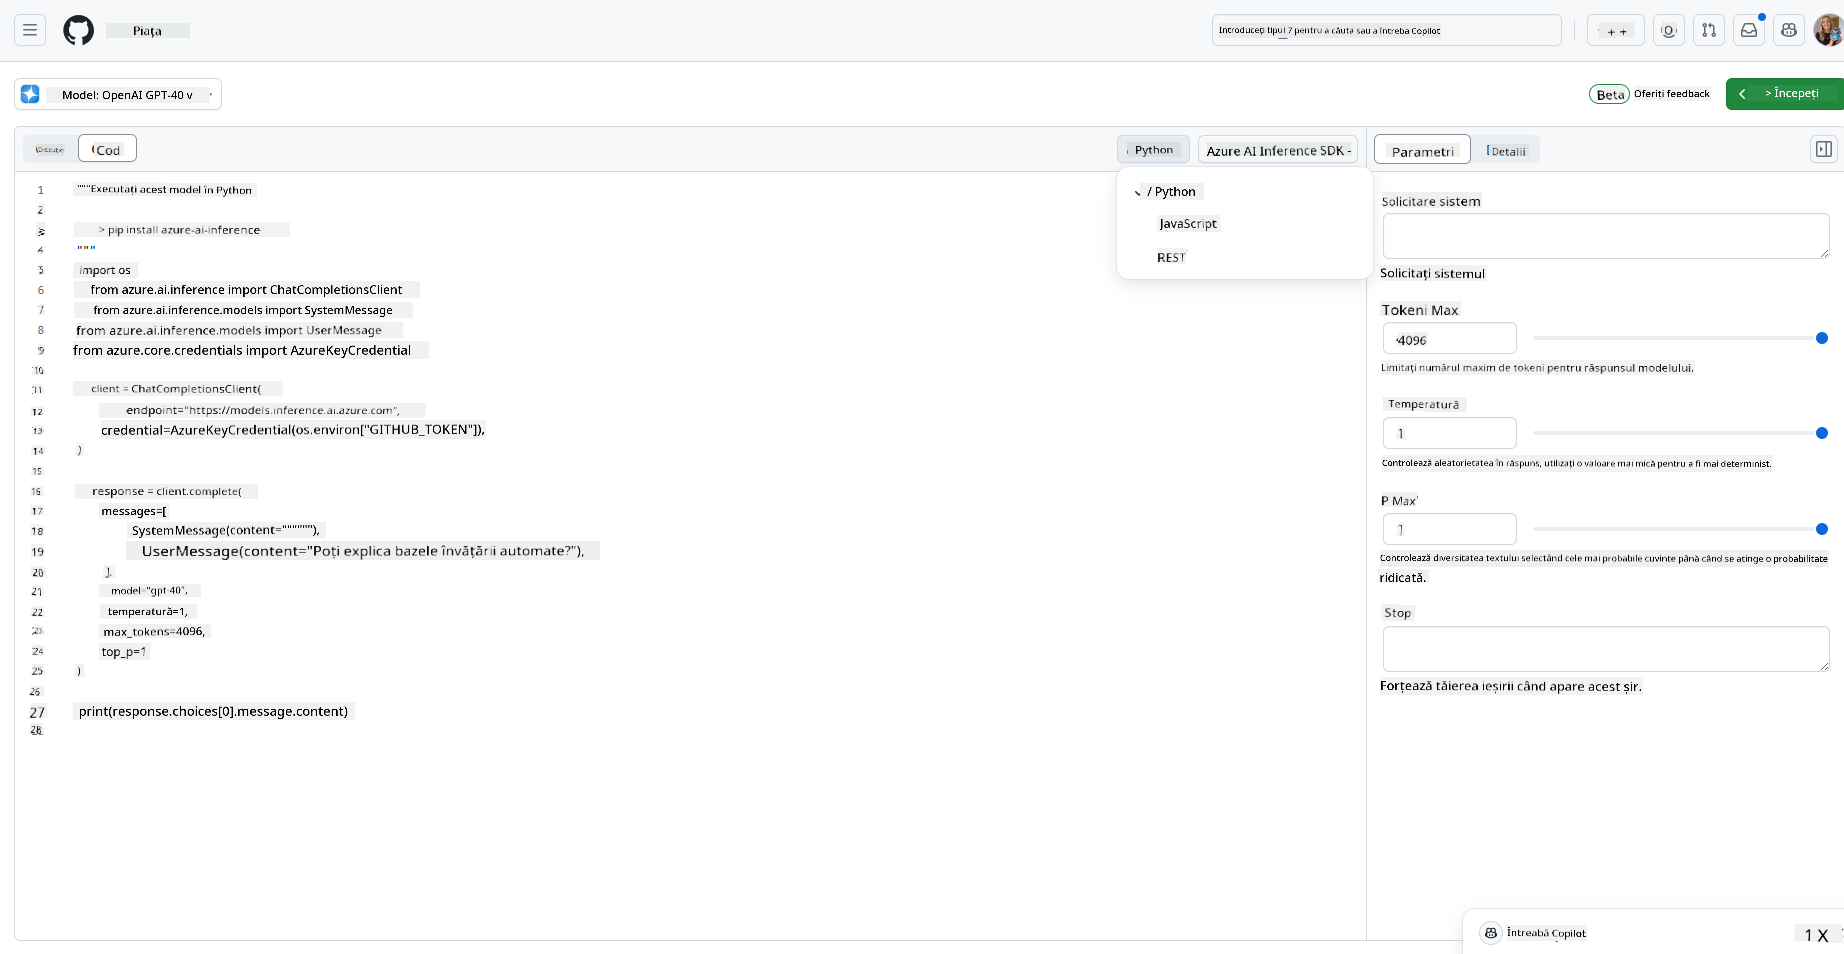 Piața
Introduceți tipul 7 pentru a căuta sau a întreba Copilot
Model: OpenAI GPT-40 v
Beta
Oferiți feedback
> Începeți
Discuție
Cod
Python
Azure AI Inference SDK -
Parametri
Detalii
/ Python
JavaScript
REST
1 """Executați acest model în Python
2
> pip install azure-ai-inference
4 """
5 import os
6 from azure.ai.inference import ChatCompletionsClient
7 from azure.ai.inference.models import SystemMessage
8 from azure.ai.inference.models import UserMessage
9 from azure.core.credentials import AzureKeyCredential
10
11 client = ChatCompletionsClient(
12 endpoint="https://models.inference.ai.azure.com",
13 credential=AzureKeyCredential(os.environ["GITHUB_TOKEN"]),
14 )
15
16 response = client.complete(
17 messages=[
18 SystemMessage(content=""""""),
19 UserMessage(content="Poți explica bazele învățării automate?"),
20 ],
21 model="gpt-40",
22 temperatură=1,
23 max_tokens=4096,
24 top_p=1
25 )
26
27 print(response.choices[0].message.content)
28
Solicitare sistem
Solicitați sistemul
Tokeni Max
4096
Limitați numărul maxim de tokeni pentru răspunsul modelului.
Temperatură
1
Controlează aleatorietatea în răspuns, utilizați o valoare mai mică pentru a fi mai determinist.
P Max
1
Controlează diversitatea textului selectând cele mai probabile cuvinte până când se atinge o probabilitate
ridicată.
Stop
Forțează tăierea ieșirii când apare acest șir.
Întreabă Copilot
1 X